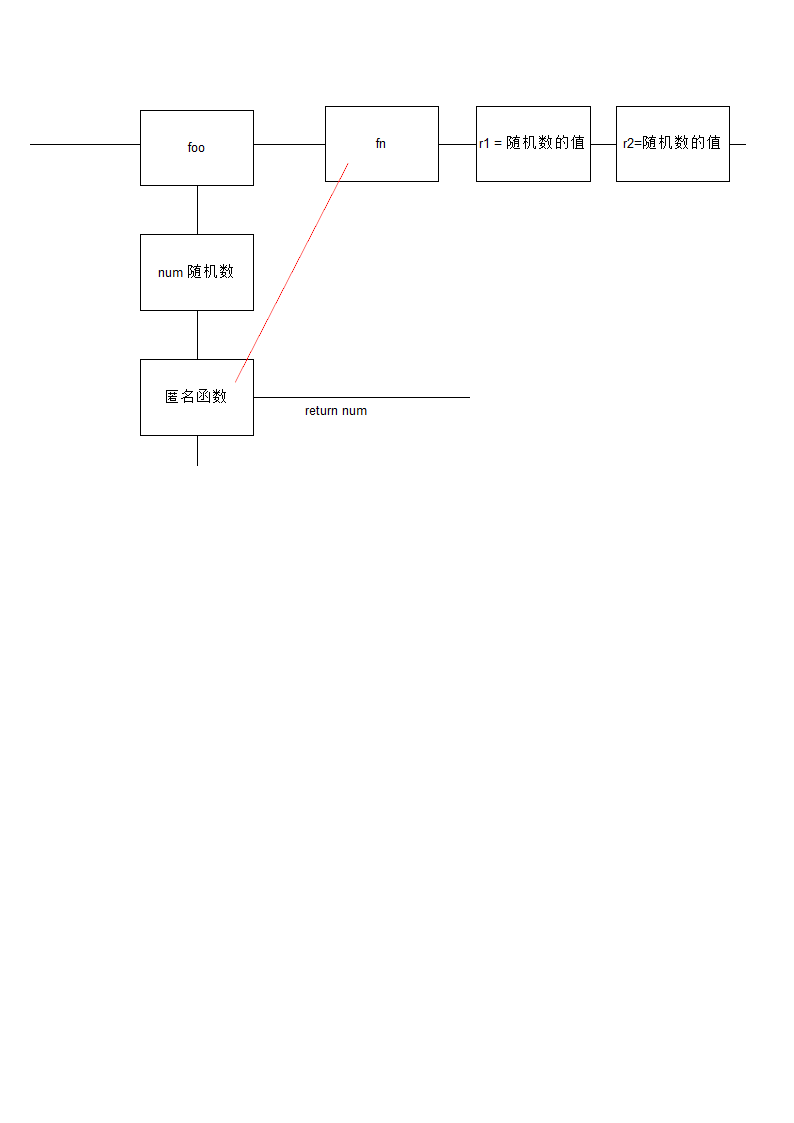 foo
fn
r1 = 随机数的值
r2=随机数的值
num 随机数
匿名函数
return num